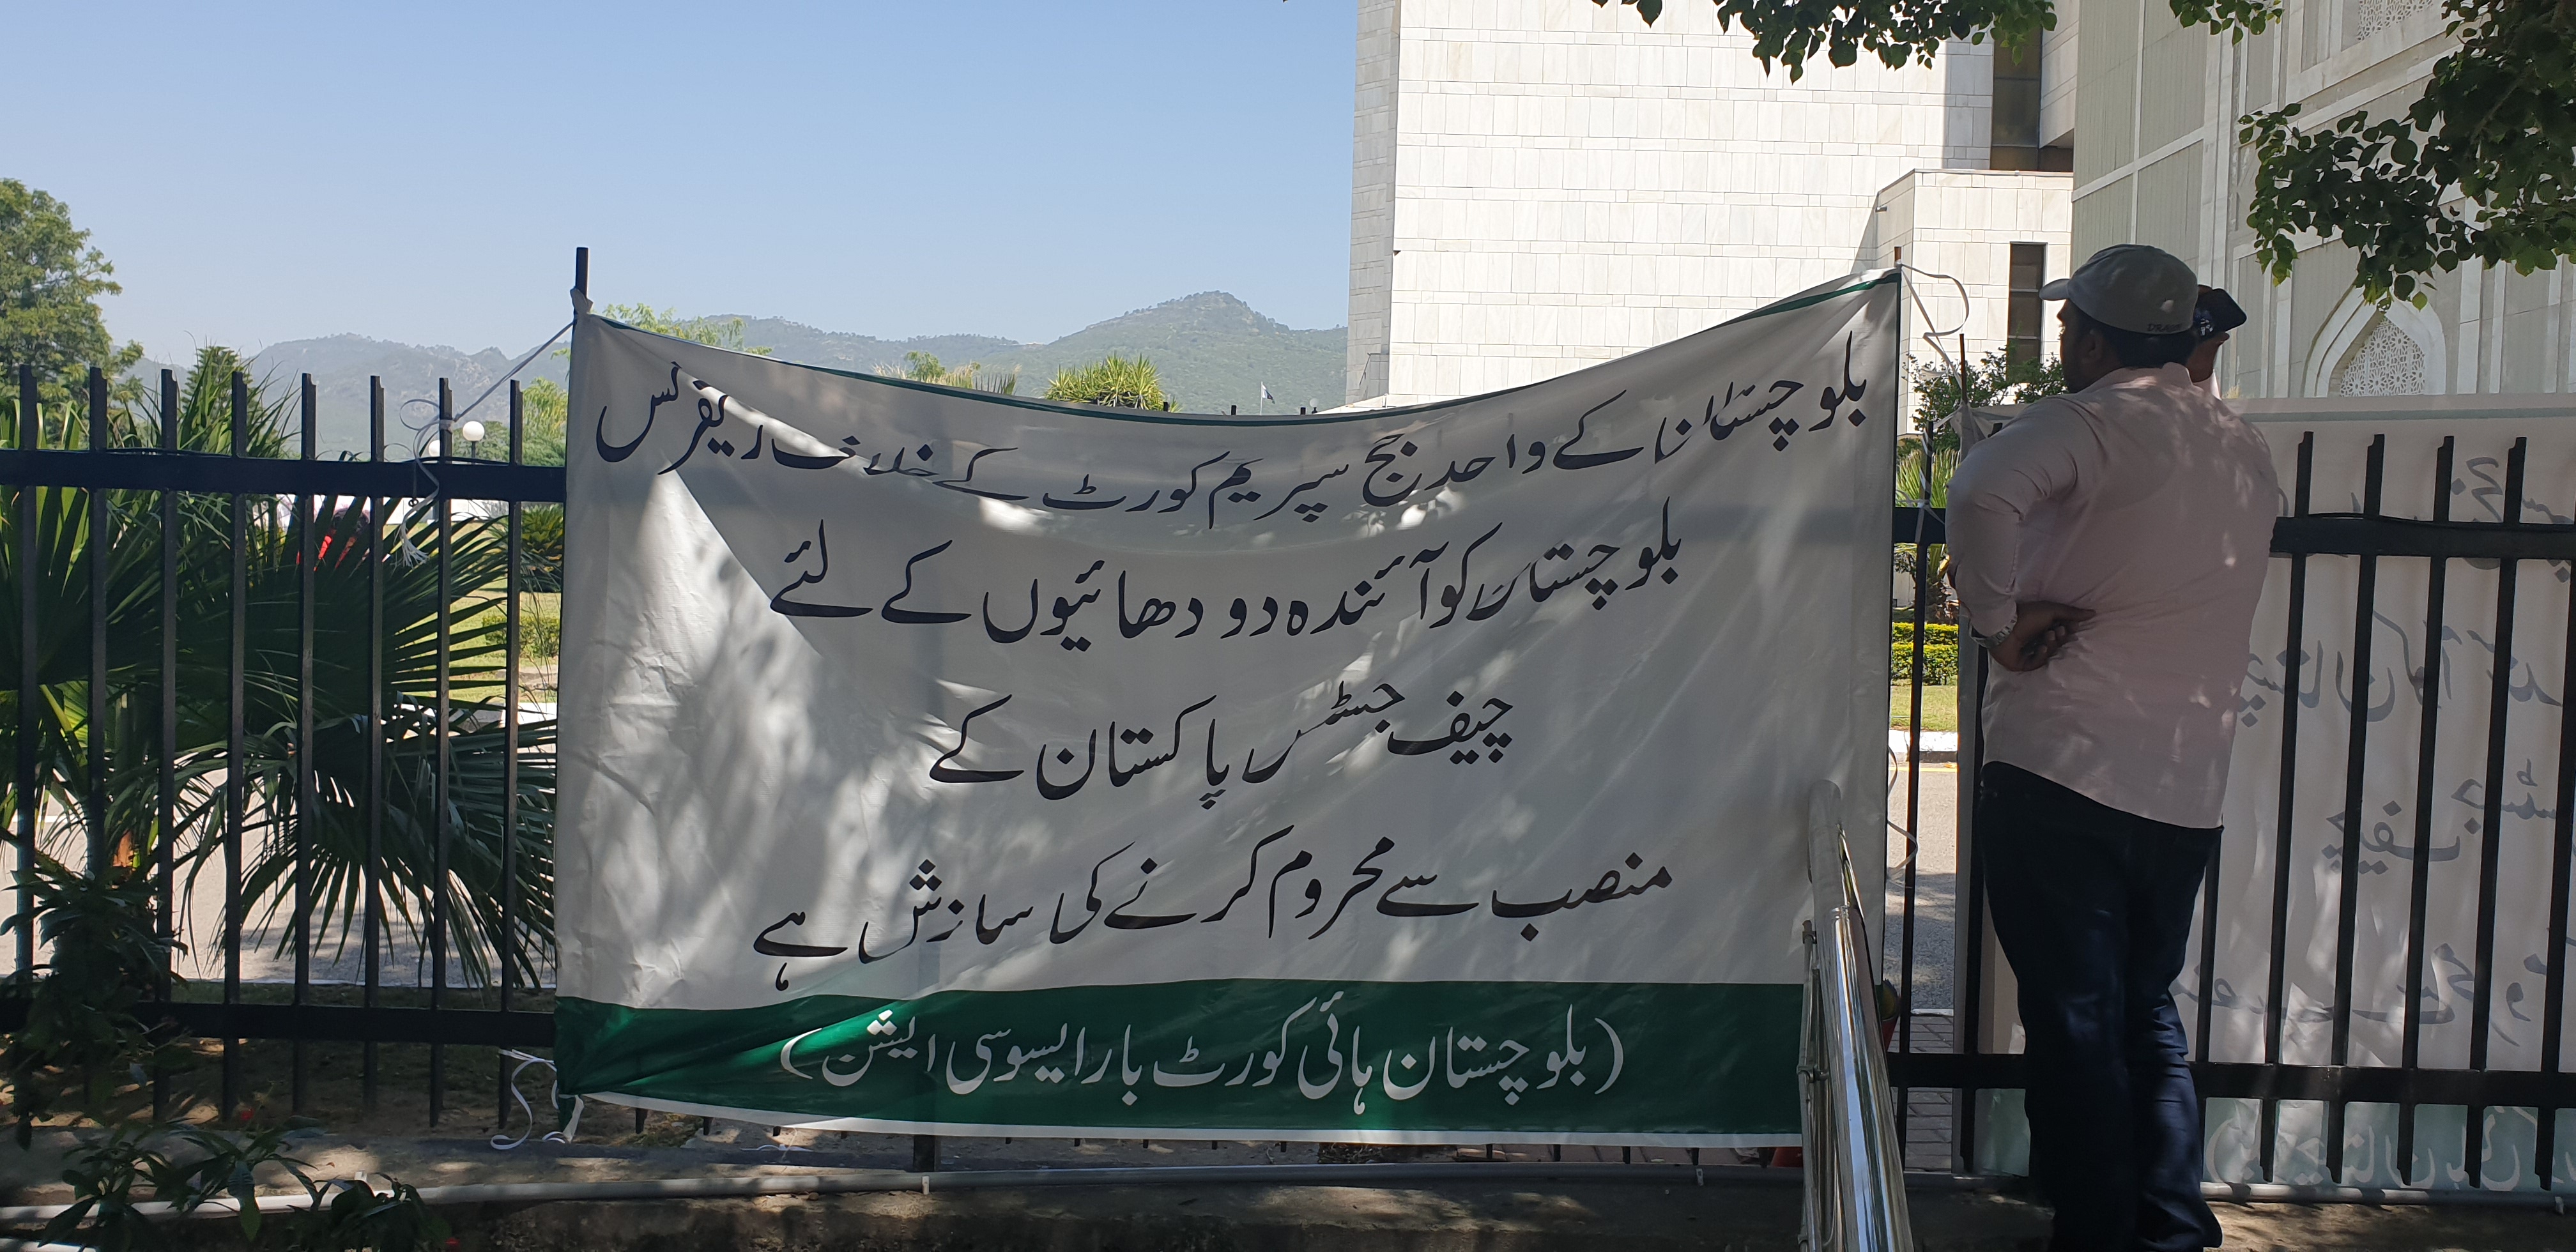 بلوچستان کے واحد جج سپریم کورٹ کے خلاف ریفرنس
بلوچستان کو آئندہ دو دھائیوں کے لئے
چیف جسٹس پاکستان کے
منصب سے محروم کرنے کی سازش ہے
(بلوچستان ہائی کورٹ بار ایسوسی ایشن)